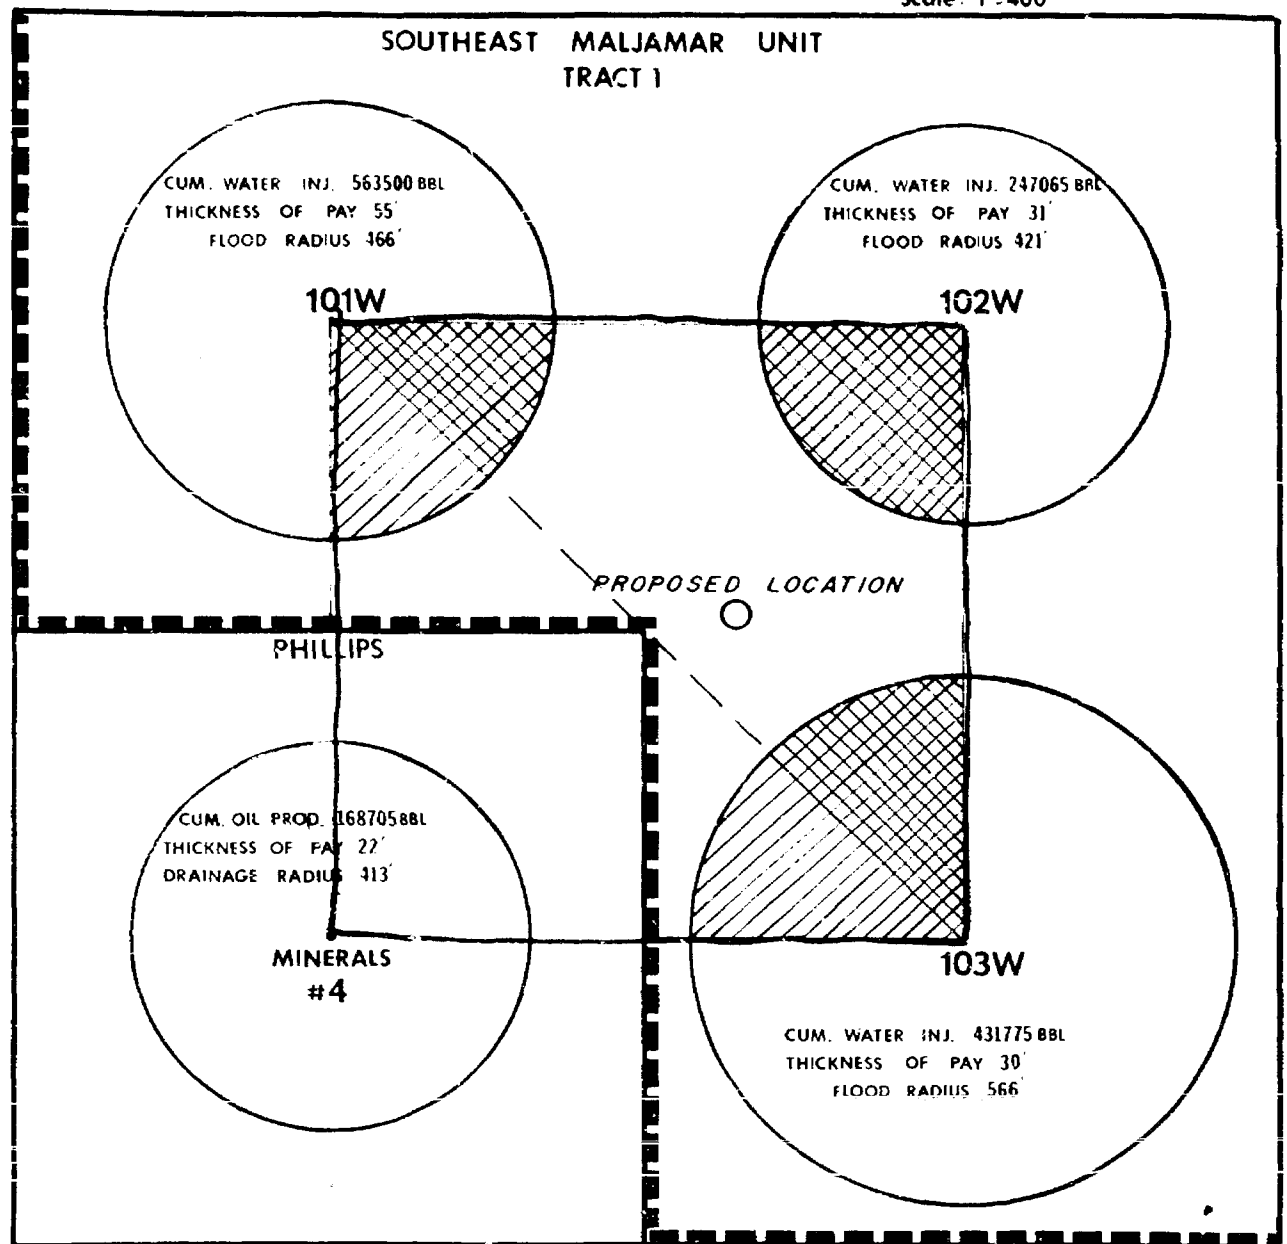 Scale: 1"=400'
SOUTHEAST MALJAMAR UNIT
TRACT 1
CUM. WATER INJ. 563500 BBL
THICKNESS OF PAY 55'
FLOOD RADIUS 466'
101W
CUM. WATER INJ. 247065 BBL
THICKNESS OF PAY 31'
FLOOD RADIUS 421'
102W
PROPOSED LOCATION
PHILLIPS
CUM. OIL PROD. 168705 BBL
THICKNESS OF PAY 22'
DRAINAGE RADIUS 413'
MINERALS
#4
103W
CUM. WATER INJ. 431775 BBL
THICKNESS OF PAY 30'
FLOOD RADIUS 566'